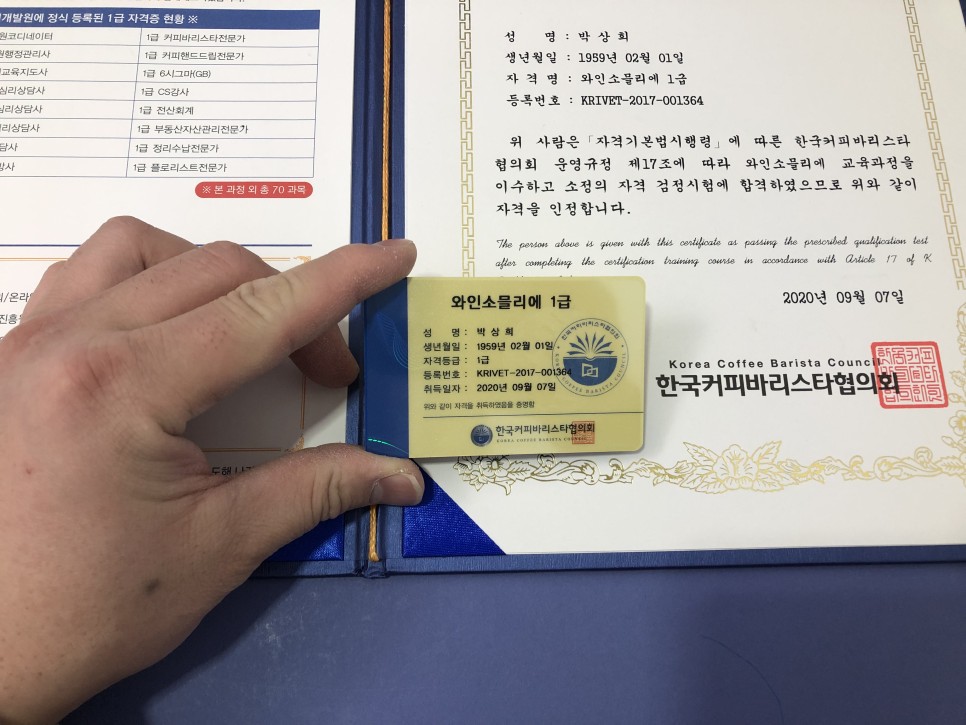 개발원에 정식 등록된 1급 자격증 현황 ※
원코디네이터 1급 커피바리스타전문가
원행정관리사 1급 커피핸드드립전문가
교육지도사 1급 6시그마(GB)
심리상담사 1급 CS강사
심리상담사 1급 전산회계
리상담사 1급 부동산자산관리전문가
담사 1급 정리수납전문가
방사 1급 플로리스트전문가
※ 본 과정 외 총 70 과목
성 명 : 박 상 희
생년월일 : 1959년 02월 01일
자 격 명 : 와인소믈리에 1급
등록번호 : KRIVET-2017-001364
위 사람은 「자격기본법시행령」에 따른 한국커피바리스타
협의회 운영규정 제17조에 따라 와인소믈리에 교육과정을
이수하고 소정의 자격 검정시험에 합격하였으므로 위와 같이
자격을 인정합니다.
The person above is given with this certificate as passing the prescribed qualification test
after completing the certification training course in accordance with Article 17 of K
2020년 09월 07일
Korea Coffee Barista Council
한국커피바리스타협의회
와인소믈리에 1급
성 명 : 박 상 희
생년월일 : 1959년 02월 01일
자격등급 : 1급
등록번호 : KRIVET-2017-001364
취득일자 : 2020년 09월 07일
위와 같이 자격을 취득하였음을 증명함
한국커피바리스타협의회
KOREA COFFEE BARISTA COUNCIL